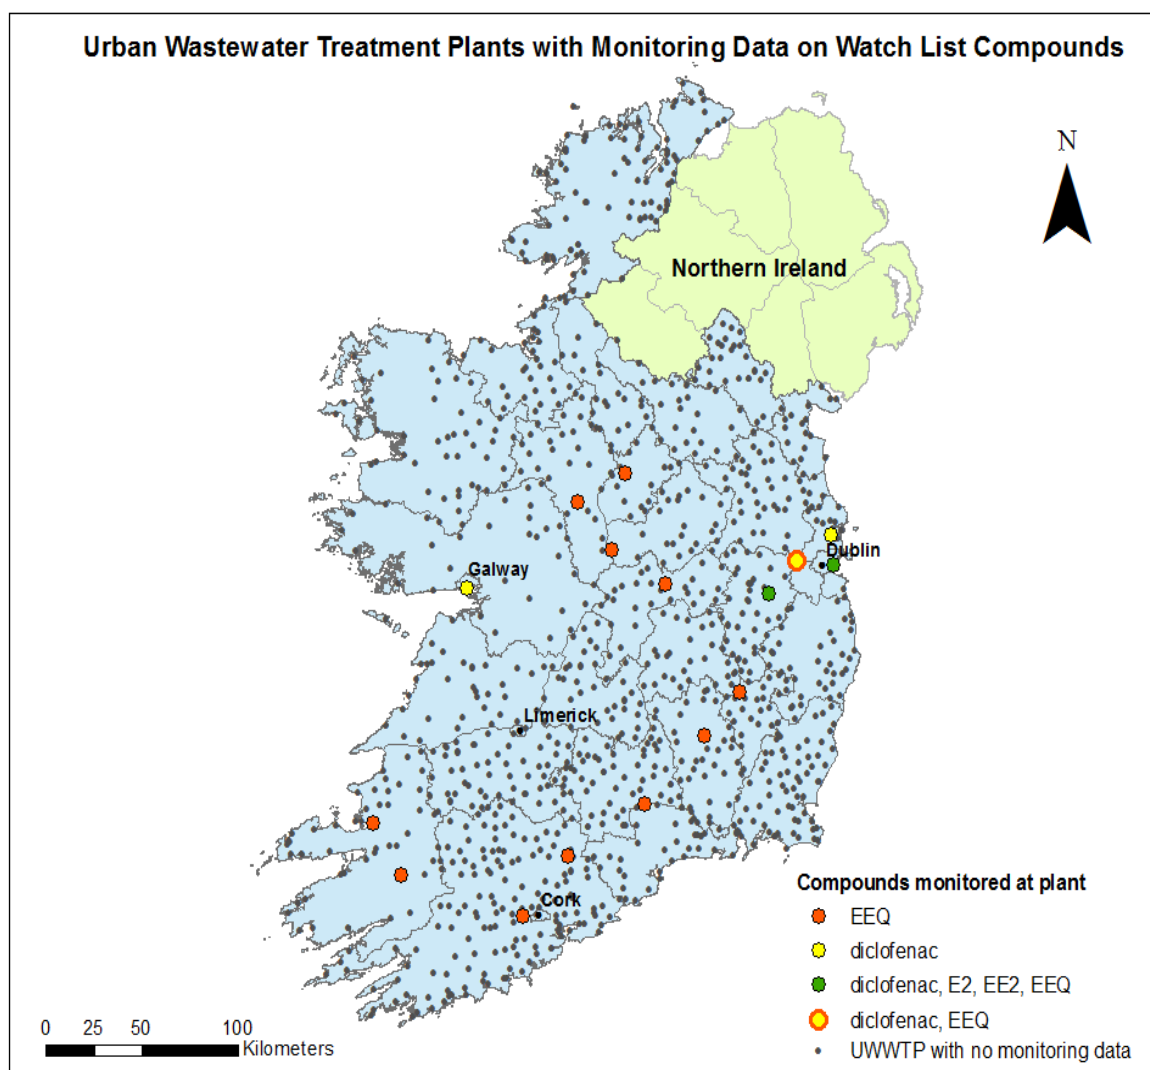 Urban Wastewater Treatment Plants with Monitoring Data on Watch List Compounds
N
Northern Ireland
Dublin
Galway
Limerick
Cork
Compounds monitored at plant
EEQ
diclofenac
diclofenac, E2, EE2, EEQ
diclofenac, EEQ
UWWTP with no monitoring data
0 25 50 100
Kilometers